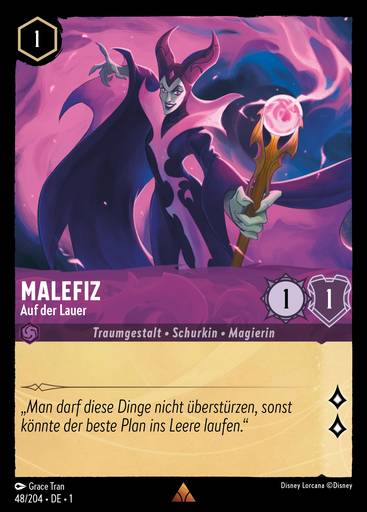 1
MALEFIZ
Auf der Lauer
1 1
Traumgestalt • Schurkin • Magierin
„Man darf diese Dinge nicht überstürzen, sonst
könnte der beste Plan ins Leere laufen.“
Grace Tran
48/204 • DE • 1
Disney Lorcana ©Disney